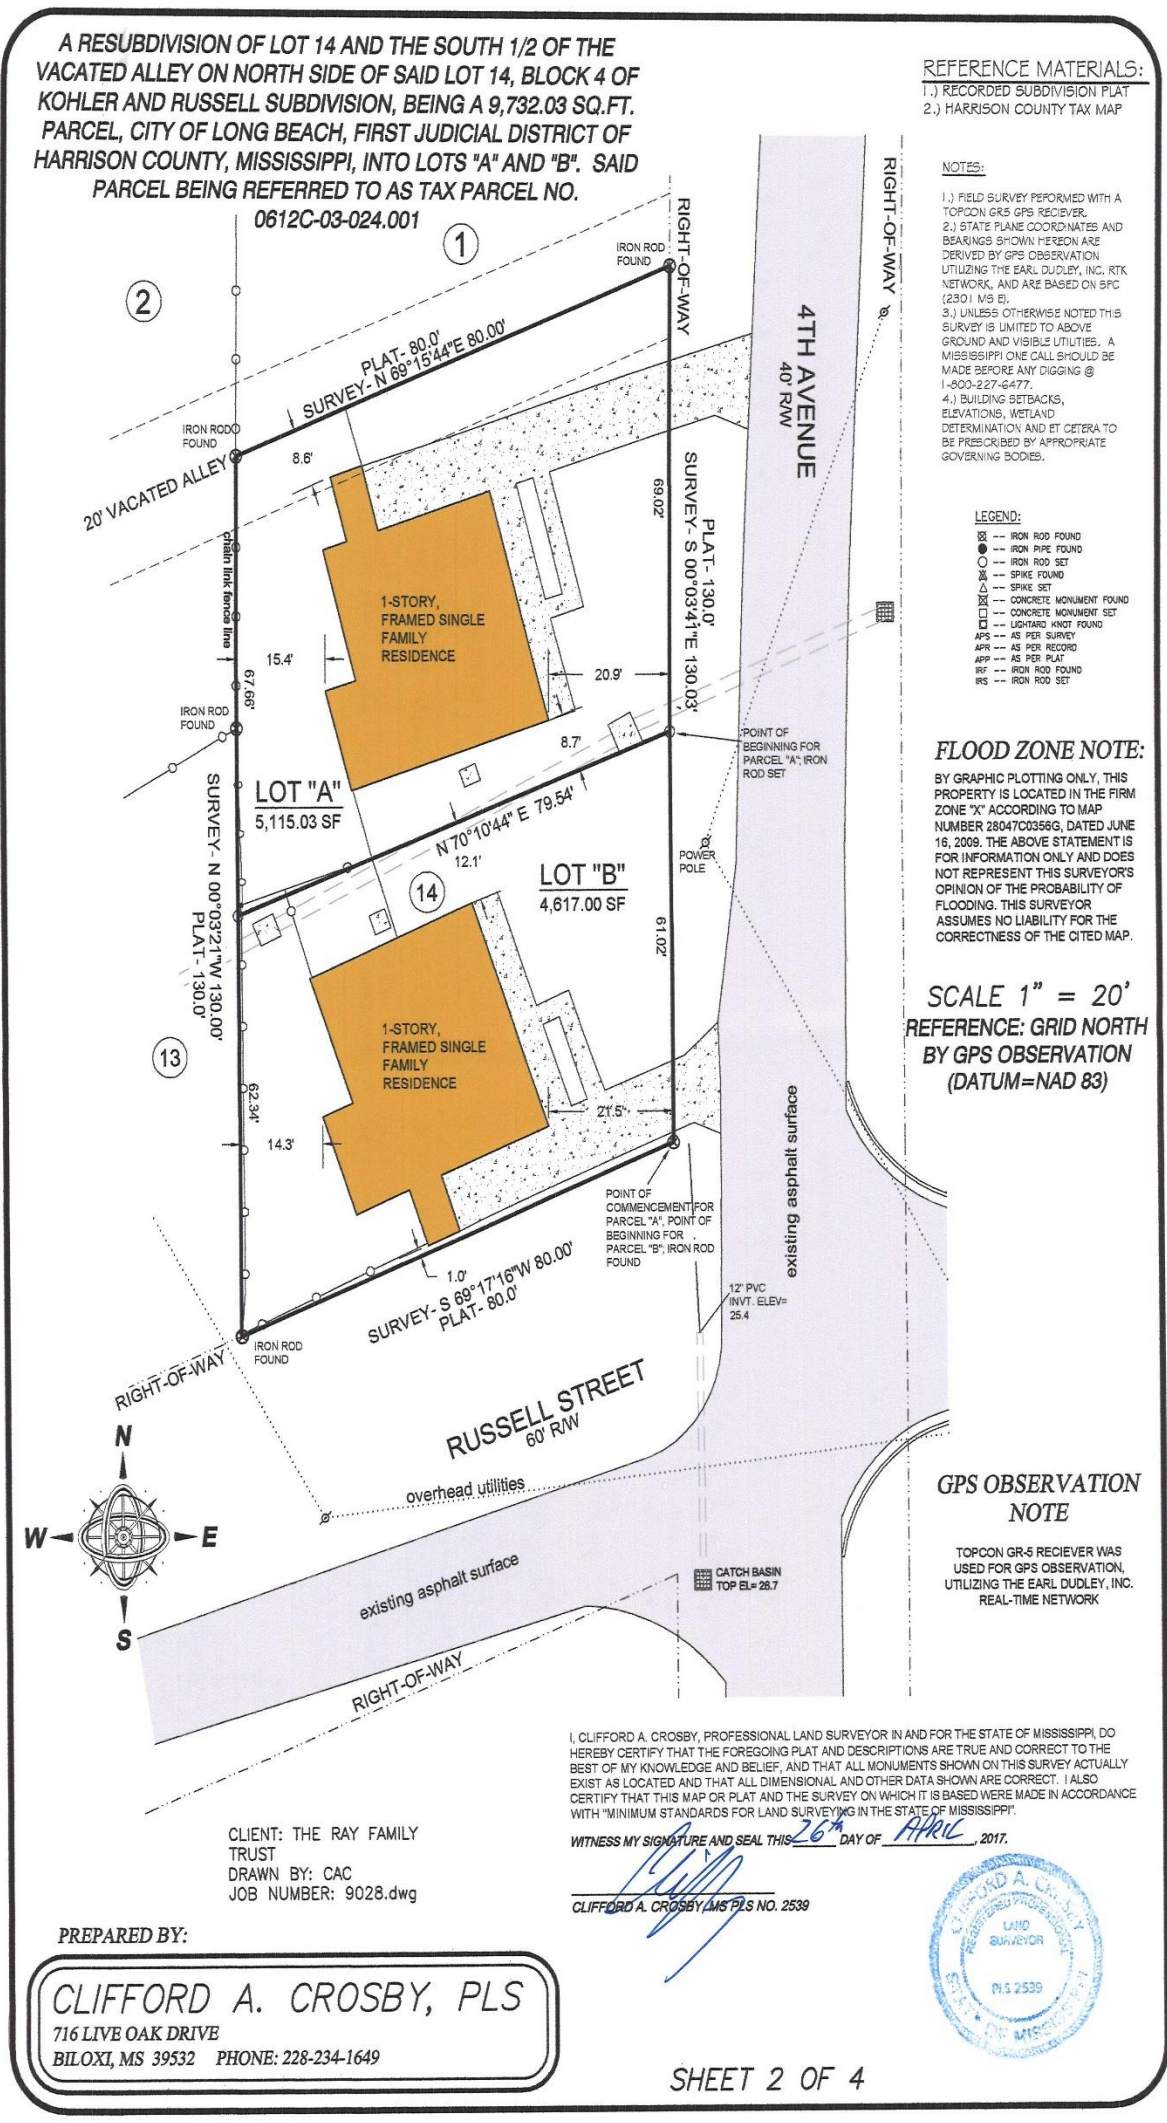 A RESUBDIVISION OF LOT 14 AND THE SOUTH 1/2 OF THE
VACATED ALLEY ON NORTH SIDE OF SAID LOT 14, BLOCK 4 OF
KOHLER AND RUSSELL SUBDIVISION, BEING A 9,732.03 SQ.FT.
PARCEL, CITY OF LONG BEACH, FIRST JUDICIAL DISTRICT OF
HARRISON COUNTY, MISSISSIPPI, INTO LOTS "A" AND "B". SAID
PARCEL BEING REFERRED TO AS TAX PARCEL NO.
0612C-03-024.001
REFERENCE MATERIALS:
1.) RECORDED SUBDIVISION PLAT
2.) HARRISON COUNTY TAX MAP
NOTES:
1.) FIELD SURVEY PEFORMED WITH A
TOPCON GR5 GPS RECIEVER.
2.) STATE PLANE COORDINATES AND
BEARINGS SHOWN HEREON ARE
DERIVED BY GPS OBSERVATION
UTILIZING THE EARL DUDLEY, INC. RTK
NETWORK, AND ARE BASED ON SPC
(2301 MS E).
3.) UNLESS OTHERWISE NOTED THIS
SURVEY IS LIMITED TO ABOVE
GROUND AND VISIBLE UTILITIES. A
MISSISSIPPI ONE CALL SHOULD BE
MADE BEFORE ANY DIGGING @
1-800-227-6477.
4.) BUILDING SETBACKS,
ELEVATIONS, WETLAND
DETERMINATION AND ET CETERA TO
BE PRESCRIBED BY APPROPRIATE
GOVERNING BODIES.
LEGEND:
-- IRON ROD FOUND
-- IRON PIPE FOUND
-- IRON ROD SET
-- SPIKE FOUND
-- SPIKE SET
-- CONCRETE MONUMENT FOUND
-- CONCRETE MONUMENT SET
-- LIGHTARD KNOT FOUND
APS -- AS PER SURVEY
APR -- AS PER RECORD
APP -- AS PER PLAT
IRF -- IRON ROD FOUND
IRS -- IRON ROD SET
FLOOD ZONE NOTE:
BY GRAPHIC PLOTTING ONLY, THIS
PROPERTY IS LOCATED IN THE FIRM
ZONE "X" ACCORDING TO MAP
NUMBER 28047C0356G, DATED JUNE
16, 2009. THE ABOVE STATEMENT IS
FOR INFORMATION ONLY AND DOES
NOT REPRESENT THIS SURVEYOR'S
OPINION OF THE PROBABILITY OF
FLOODING. THIS SURVEYOR
ASSUMES NO LIABILITY FOR THE
CORRECTNESS OF THE CITED MAP.
SCALE 1" = 20'
REFERENCE: GRID NORTH
BY GPS OBSERVATION
(DATUM=NAD 83)
GPS OBSERVATION
NOTE
TOPCON GR-5 RECIEVER WAS
USED FOR GPS OBSERVATION,
UTILIZING THE EARL DUDLEY, INC.
REAL-TIME NETWORK
1
2
IRON ROD
FOUND
RIGHT-OF-WAY
RIGHT-OF-WAY
4TH AVENUE
40' R/W
PLAT- 80.0'
SURVEY- N 69°15'44"E 80.00'
IRON ROD
FOUND
20' VACATED ALLEY
8.6'
chain link fence line
69.02'
SURVEY- S 00°03'41"E 130.03'
PLAT- 130.0'
1-STORY,
FRAMED SINGLE
FAMILY
RESIDENCE
15.4'
20.9'
67.66'
IRON ROD
FOUND
8.7'
POINT OF
BEGINNING FOR
PARCEL "A"; IRON
ROD SET
LOT "A"
5,115.03 SF
N 70°10'44" E 79.54'
12.1'
POWER
POLE
14
LOT "B"
4,617.00 SF
SURVEY- N 00°03'21"W 130.00'
PLAT- 130.0'
61.02'
13
1-STORY,
FRAMED SINGLE
FAMILY
RESIDENCE
62.34'
14.3'
21.5'
existing asphalt surface
POINT OF
COMMENCEMENT FOR
PARCEL "A", POINT OF
BEGINNING FOR
PARCEL "B"; IRON ROD
FOUND
1.0'
SURVEY- S 69°17'16"W 80.00'
PLAT- 80.0'
12" PVC
INVT. ELEV=
25.4
IRON ROD
FOUND
RIGHT-OF-WAY
RUSSELL STREET
60' R/W
N
W
E
S
overhead utilities
existing asphalt surface
CATCH BASIN
TOP EL= 28.7
RIGHT-OF-WAY
I, CLIFFORD A. CROSBY, PROFESSIONAL LAND SURVEYOR IN AND FOR THE STATE OF MISSISSIPPI, DO
HEREBY CERTIFY THAT THE FOREGOING PLAT AND DESCRIPTIONS ARE TRUE AND CORRECT TO THE
BEST OF MY KNOWLEDGE AND BELIEF, AND THAT ALL MONUMENTS SHOWN ON THIS SURVEY ACTUALLY
EXIST AS LOCATED AND THAT ALL DIMENSIONAL AND OTHER DATA SHOWN ARE CORRECT. I ALSO
CERTIFY THAT THIS MAP OR PLAT AND THE SURVEY ON WHICH IT IS BASED WERE MADE IN ACCORDANCE
WITH "MINIMUM STANDARDS FOR LAND SURVEYING IN THE STATE OF MISSISSIPPI".
WITNESS MY SIGNATURE AND SEAL THIS 26th DAY OF APRIL, 2017.
CLIFFORD A. CROSBY, MS PLS NO. 2539
CLIFFORD A. CROSBY
REGISTERED PROFESSIONAL
LAND
SURVEYOR
PLS 2539
STATE OF MISSISSIPPI
CLIENT: THE RAY FAMILY
TRUST
DRAWN BY: CAC
JOB NUMBER: 9028.dwg
PREPARED BY:
CLIFFORD A. CROSBY, PLS
716 LIVE OAK DRIVE
BILOXI, MS 39532 PHONE: 228-234-1649
SHEET 2 OF 4